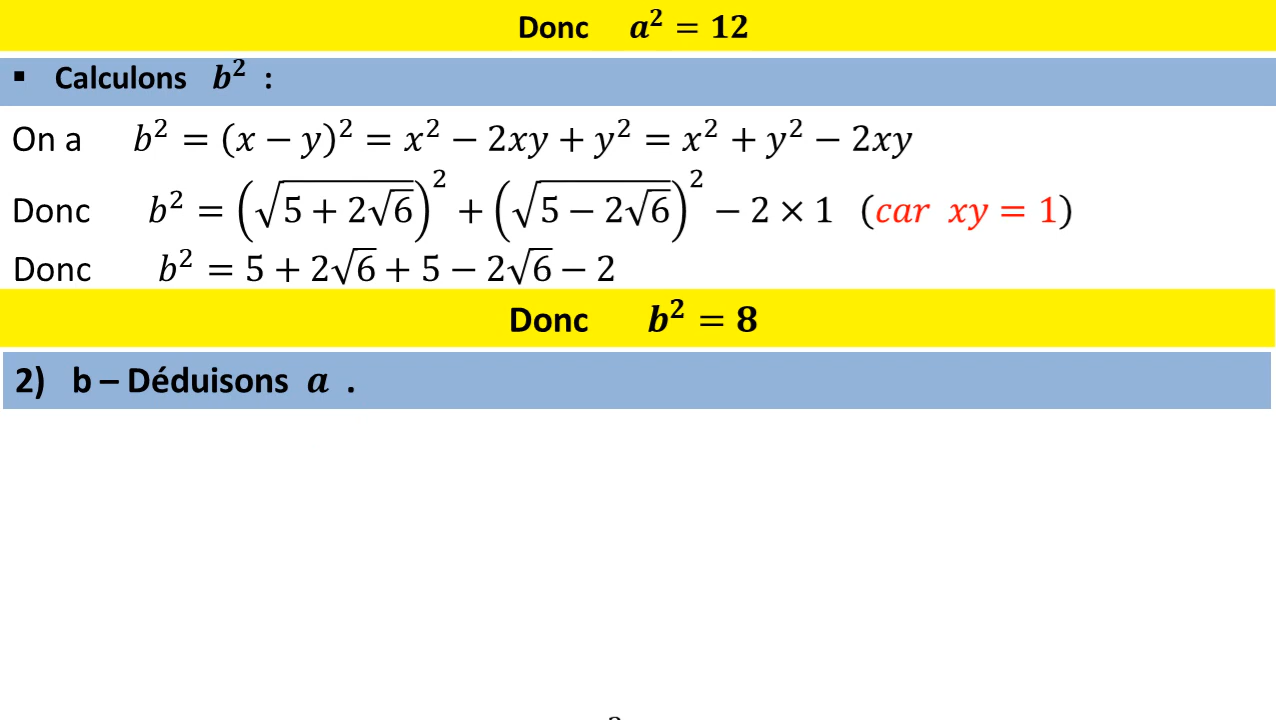 Donc a² = 12
▪ Calculons b² :
On a b² = (x − y)² = x² − 2xy + y² = x² + y² − 2xy
Donc b² = (√(5 + 2√6))² + (√(5 − 2√6))² − 2 × 1 (car xy = 1)
Donc b² = 5 + 2√6 + 5 − 2√6 − 2
Donc b² = 8
2) b – Déduisons a .